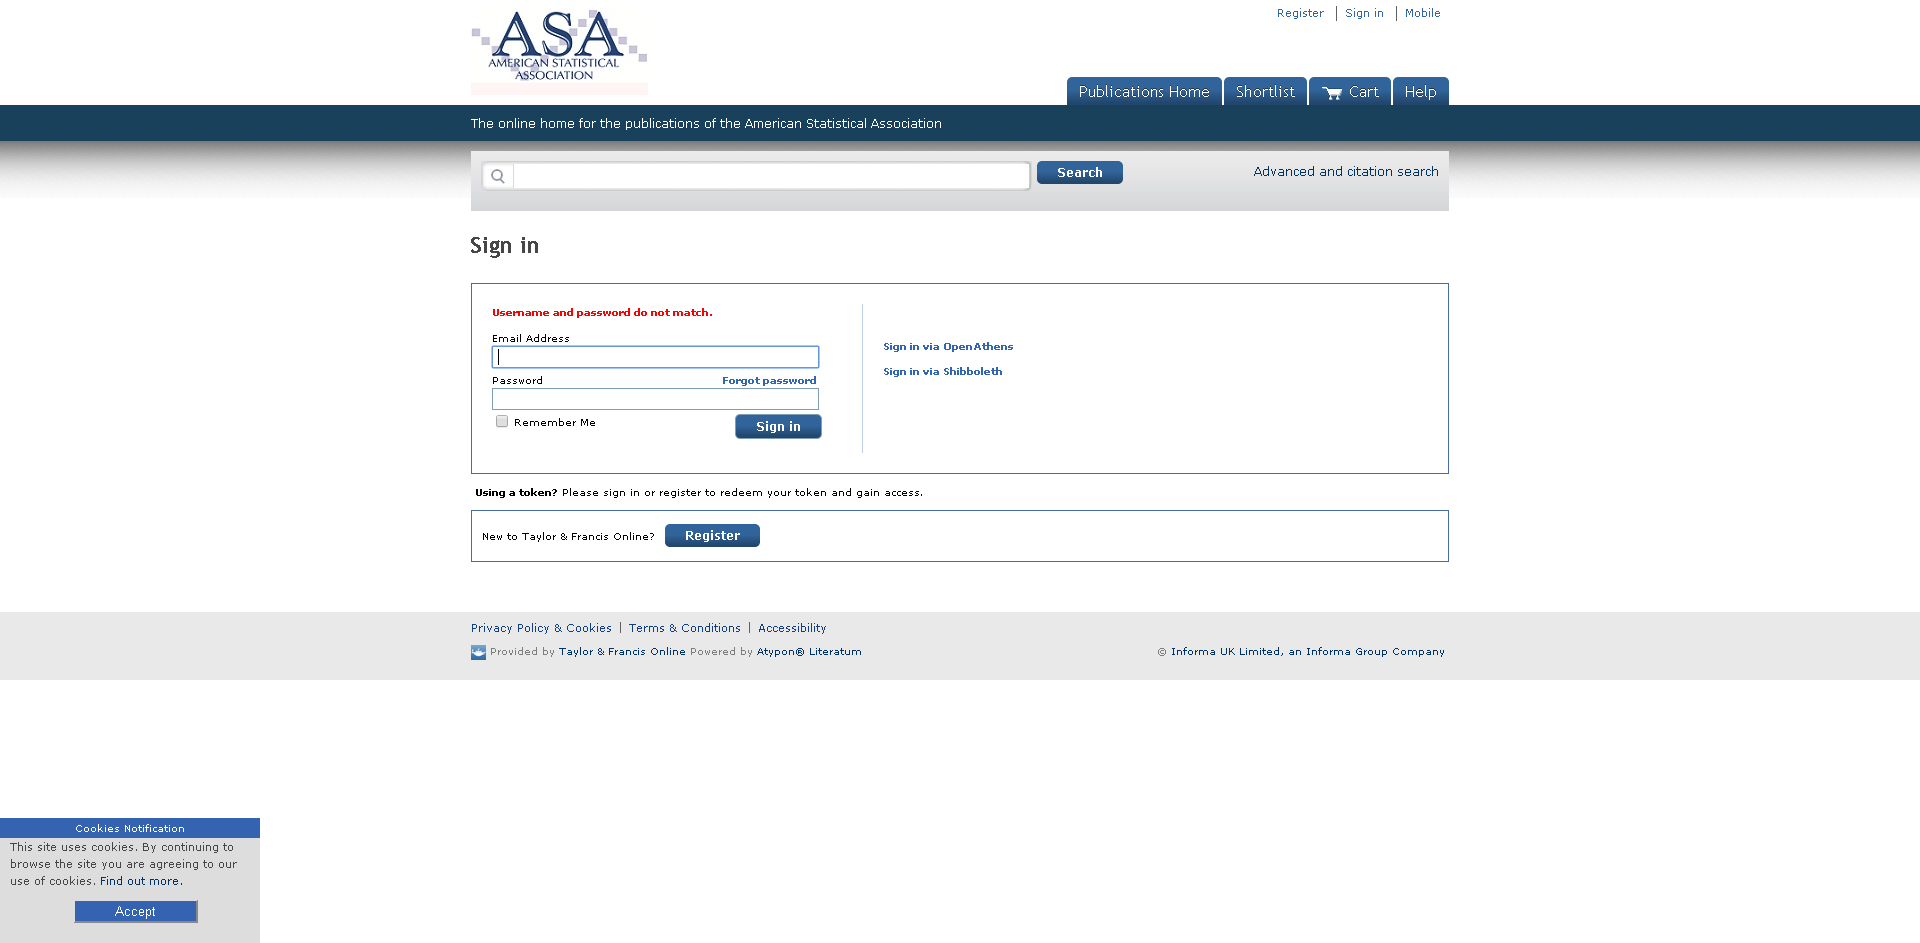 ASA
AMERICAN STATISTICAL
ASSOCIATION
Register | Sign in | Mobile
Publications Home Shortlist Cart Help
The online home for the publications of the American Statistical Association
Search
Advanced and citation search
Sign in
Username and password do not match.
Email Address
Password Forgot password
Remember Me Sign in
Sign in via OpenAthens
Sign in via Shibboleth
Using a token? Please sign in or register to redeem your token and gain access.
New to Taylor & Francis Online? Register
Privacy Policy & Cookies | Terms & Conditions | Accessibility
Provided by Taylor & Francis Online Powered by Atypon® Literatum
© Informa UK Limited, an Informa Group Company
Cookies Notification
This site uses cookies. By continuing to
browse the site you are agreeing to our
use of cookies. Find out more.
Accept